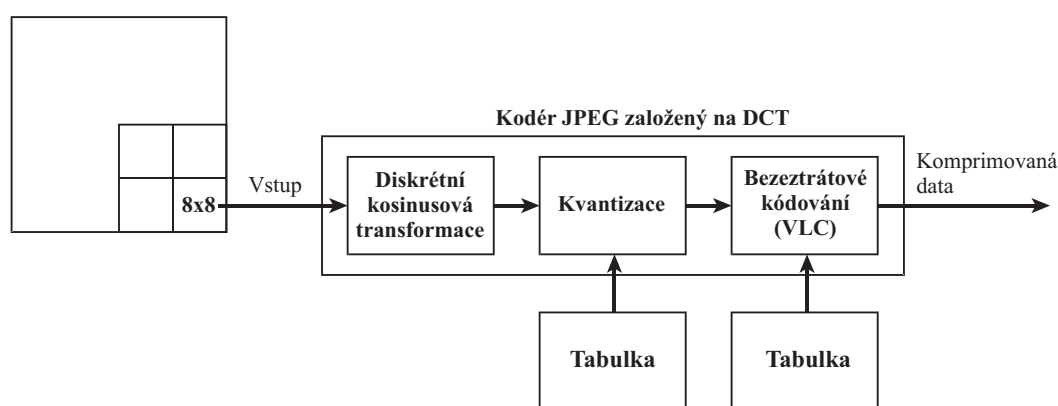 Kodér JPEG založený na DCT
8x8
Vstup
Diskrétní
kosinusová
transformace
Kvantizace
Bezeztrátové
kódování
(VLC)
Komprimovaná
data
Tabulka
Tabulka